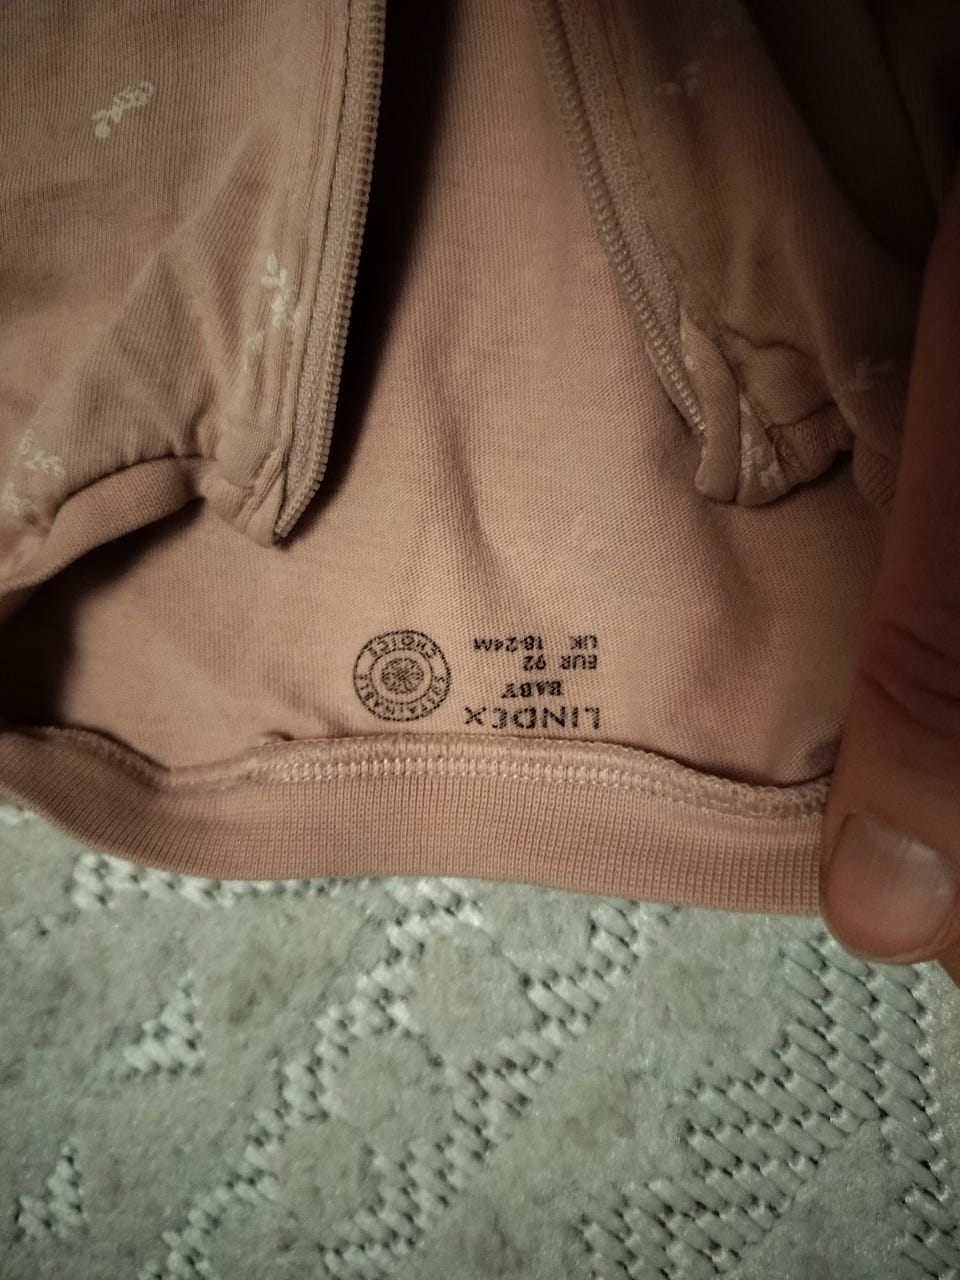 LINDEX
BABY
EUR 92
UK 18-24M
SUSTAINABLE CHOICE